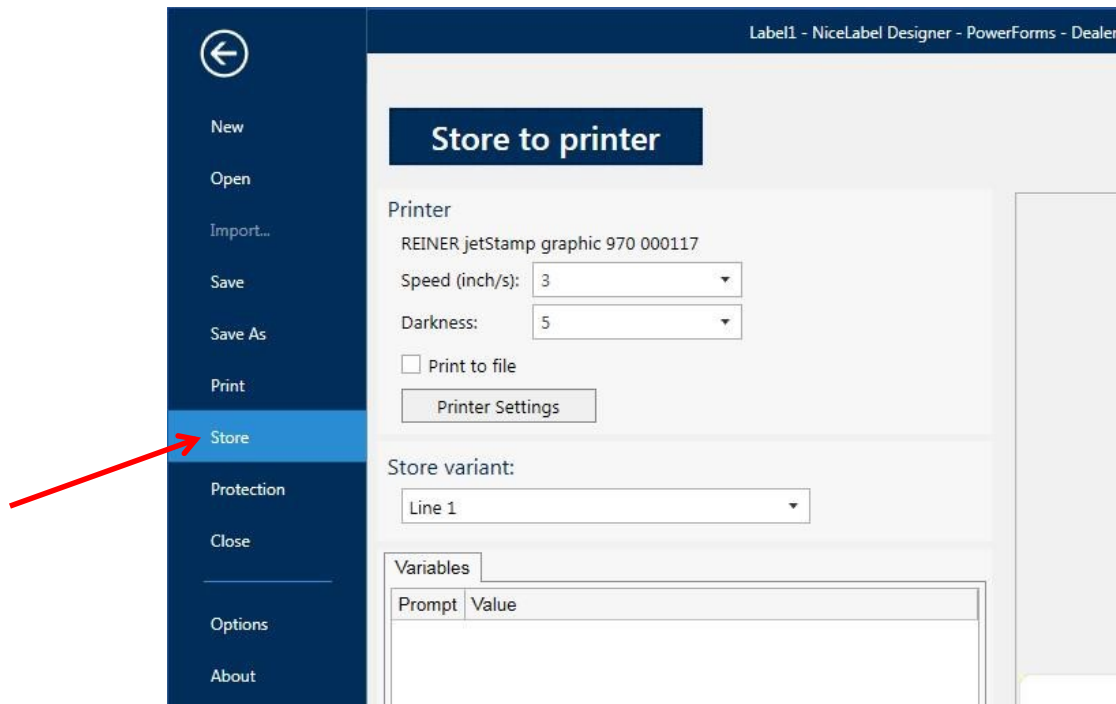 Label1 - NiceLabel Designer - PowerForms - Dealer
New
Open
Import...
Save
Save As
Print
Store
Protection
Close
Options
About
Store to printer
Printer
REINER jetStamp graphic 970 000117
Speed (inch/s): 3
Darkness: 5
Print to file
Printer Settings
Store variant:
Line 1
Variables
Prompt Value